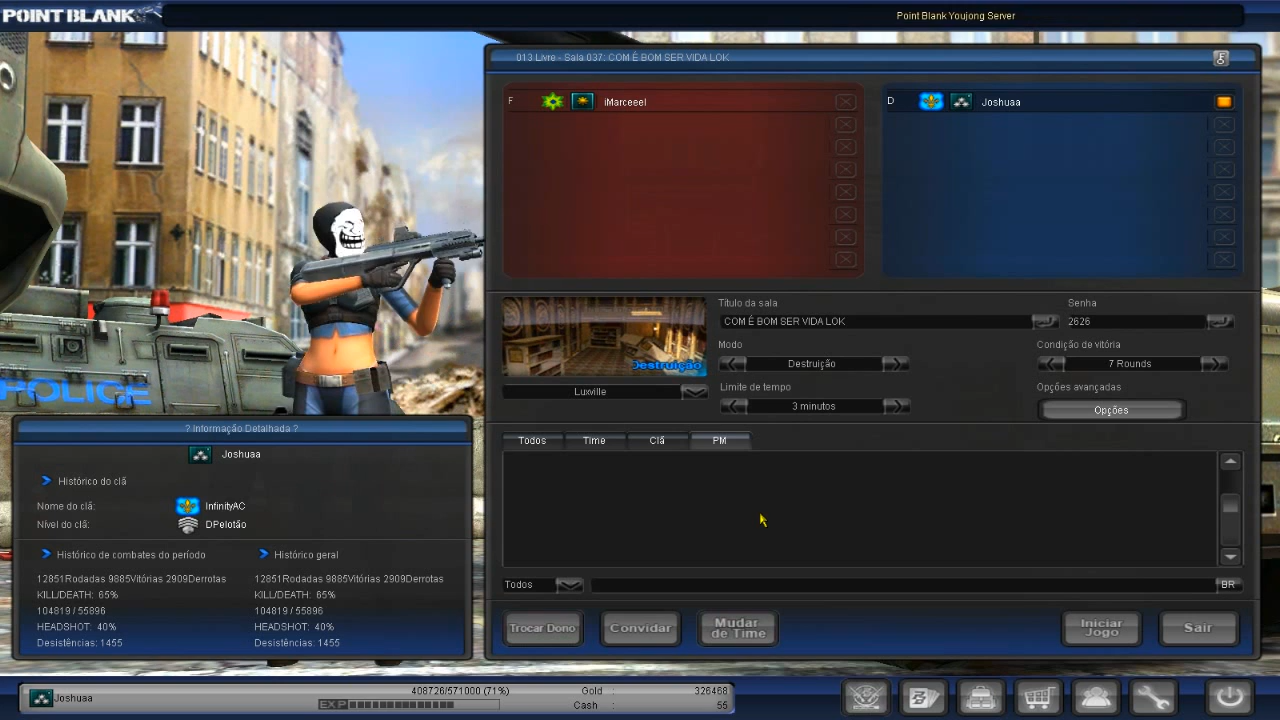 POINT BLANK
Point Blank Youjong Server
013 Livre - Sala 037: COM É BOM SER VIDA LOK
F iMarceeel
D Joshuaa
Título da sala
COM É BOM SER VIDA LOK
Senha
2626
Modo
Destruição
Condição de vitória
7 Rounds
Destruição
Luxville
Limite de tempo
3 minutos
Opções avançadas
Opções
Todos Time Clã PM
Todos
BR
Trocar Dono
Convidar
Mudar
de Time
Iniciar
Jogo
Sair
POLICE
? Informação Detalhada ?
Joshuaa
Histórico do clã
Nome do clã: InfinityAC
Nível do clã: DPelotão
Histórico de combates do período
12851Rodadas 9885Vitórias 2909Derrotas
KILL/DEATH: 65%
104819 / 55896
HEADSHOT: 40%
Desistências: 1455
Histórico geral
12851Rodadas 9885Vitórias 2909Derrotas
KILL/DEATH: 65%
104819 / 55896
HEADSHOT: 40%
Desistências: 1455
Joshuaa
408726/571000 (71%)
EXP
Gold : 328488
Cash : 55